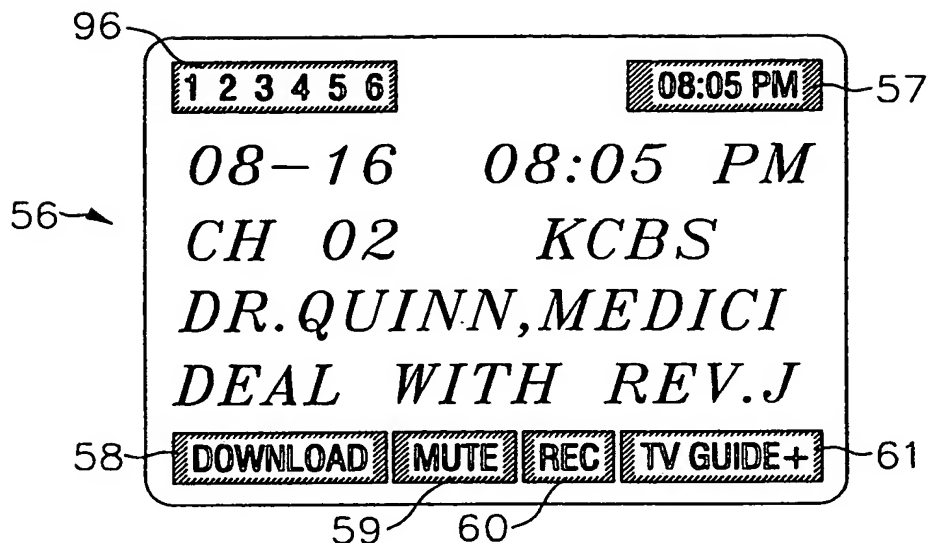 96
1 2 3 4 5 6 08:05 PM 57
08-16 08:05 PM
56 CH 02 KCBS
DR.QUINN,MEDICI
DEAL WITH REV.J
58 DOWNLOAD MUTE REC TV GUIDE+ 61
59 60